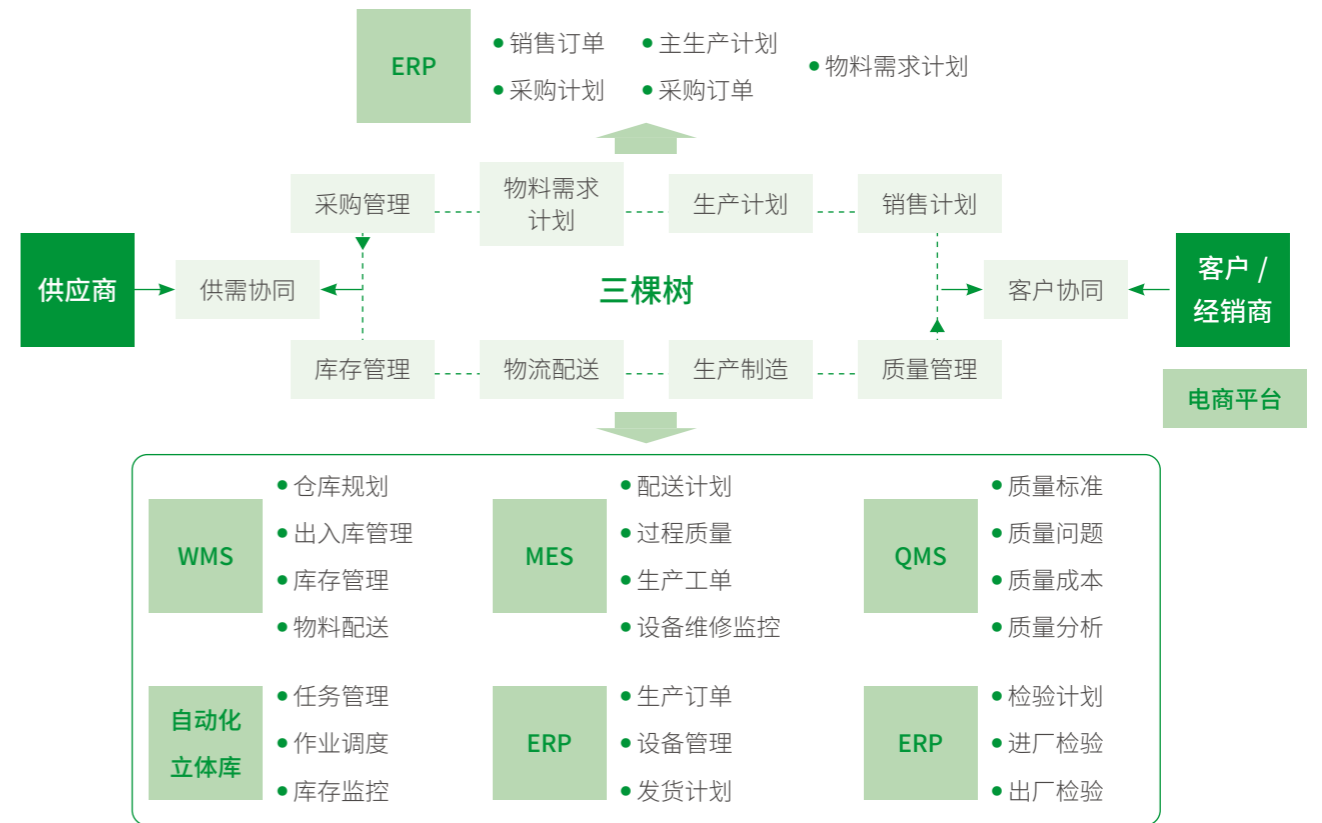 ERP
• 销售订单
• 主生产计划
• 物料需求计划
• 采购计划
• 采购订单
采购管理
物料需求
计划
生产计划
销售计划
供应商
供需协同
三棵树
客户协同
客户 /
经销商
库存管理
物流配送
生产制造
质量管理
电商平台
WMS
• 仓库规划
• 出入库管理
• 库存管理
• 物料配送
MES
• 配送计划
• 过程质量
• 生产工单
• 设备维修监控
QMS
• 质量标准
• 质量问题
• 质量成本
• 质量分析
自动化
立体库
• 任务管理
• 作业调度
• 库存监控
ERP
• 生产订单
• 设备管理
• 发货计划
ERP
• 检验计划
• 进厂检验
• 出厂检验